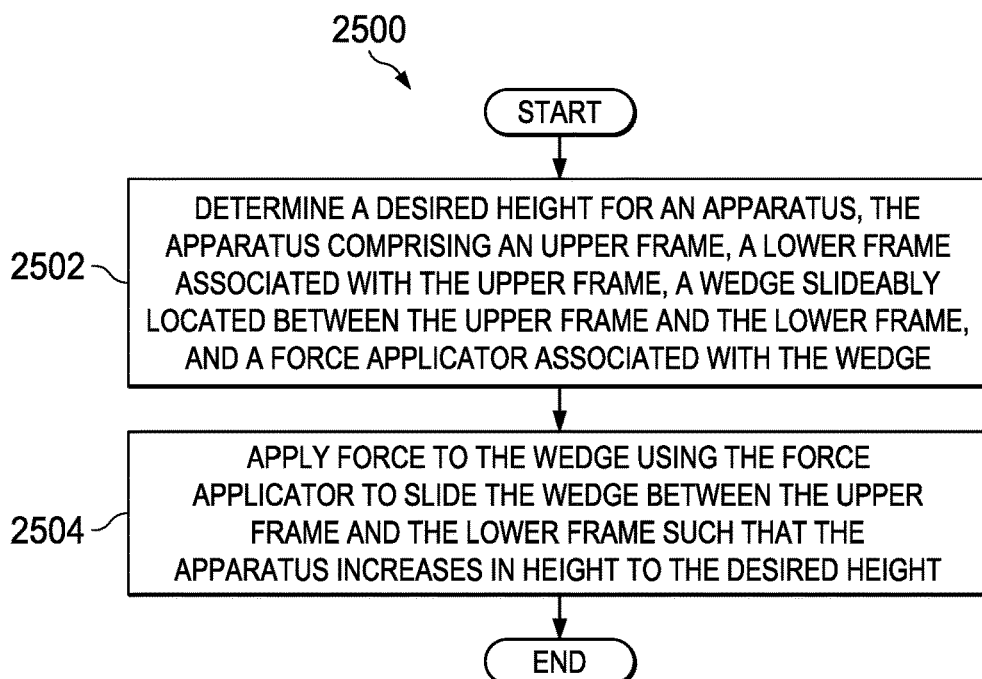 2500
START
2502
DETERMINE A DESIRED HEIGHT FOR AN APPARATUS, THE
APPARATUS COMPRISING AN UPPER FRAME, A LOWER FRAME
ASSOCIATED WITH THE UPPER FRAME, A WEDGE SLIDEABLY
LOCATED BETWEEN THE UPPER FRAME AND THE LOWER FRAME,
AND A FORCE APPLICATOR ASSOCIATED WITH THE WEDGE
2504
APPLY FORCE TO THE WEDGE USING THE FORCE
APPLICATOR TO SLIDE THE WEDGE BETWEEN THE UPPER
FRAME AND THE LOWER FRAME SUCH THAT THE
APPARATUS INCREASES IN HEIGHT TO THE DESIRED HEIGHT
END